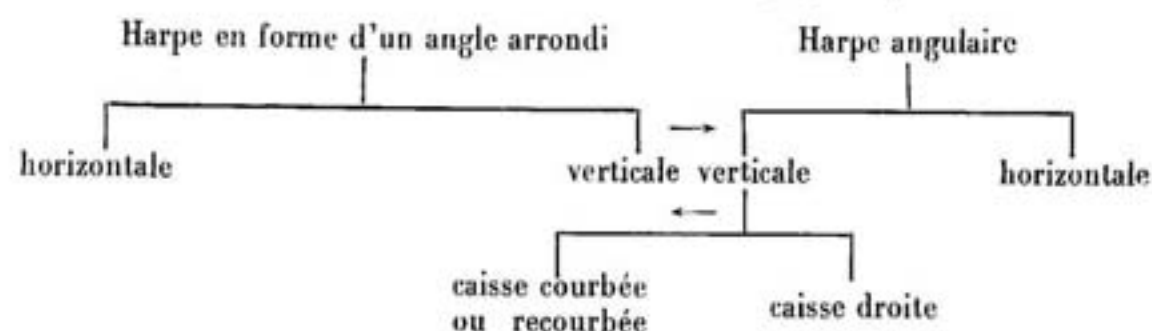 Harpe en forme d'un angle arrondi Harpe angulaire
horizontale verticale verticale horizontale
caisse courbée caisse droite
ou recourbée